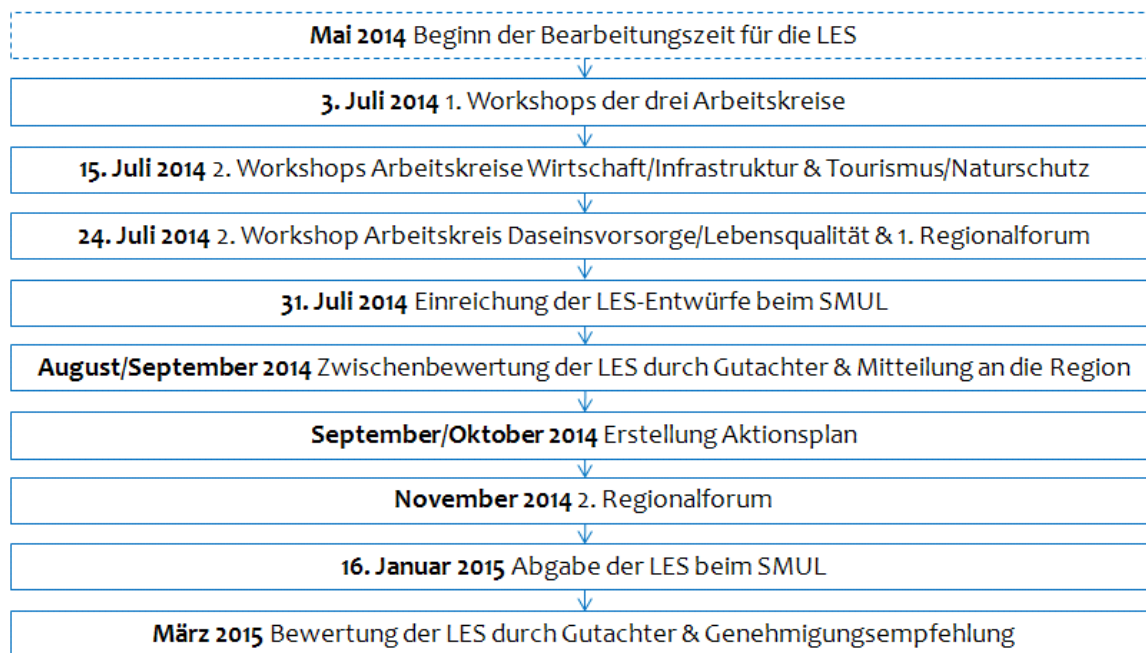 Mai 2014 Beginn der Bearbeitungszeit für die LES
3. Juli 2014 1. Workshops der drei Arbeitskreise
15. Juli 2014 2. Workshops Arbeitskreise Wirtschaft/Infrastruktur & Tourismus/Naturschutz
24. Juli 2014 2. Workshop Arbeitskreis Daseinsvorsorge/Lebensqualität & 1. Regionalforum
31. Juli 2014 Einreichung der LES-Entwürfe beim SMUL
August/September 2014 Zwischenbewertung der LES durch Gutachter & Mitteilung an die Region
September/Oktober 2014 Erstellung Aktionsplan
November 2014 2. Regionalforum
16. Januar 2015 Abgabe der LES beim SMUL
März 2015 Bewertung der LES durch Gutachter & Genehmigungsempfehlung